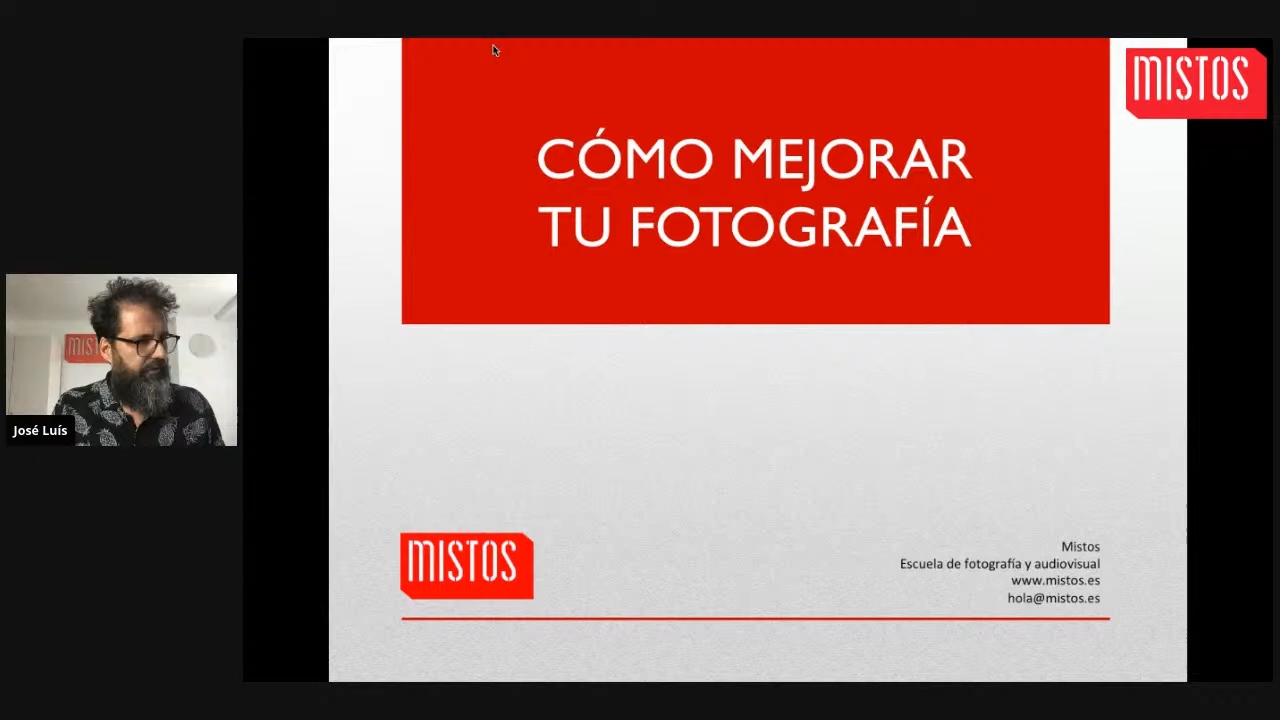 MISTOS
CÓMO MEJORAR
TU FOTOGRAFÍA
MIST
José Luís
MISTOS
Mistos
Escuela de fotografía y audiovisual
www.mistos.es
hola@mistos.es